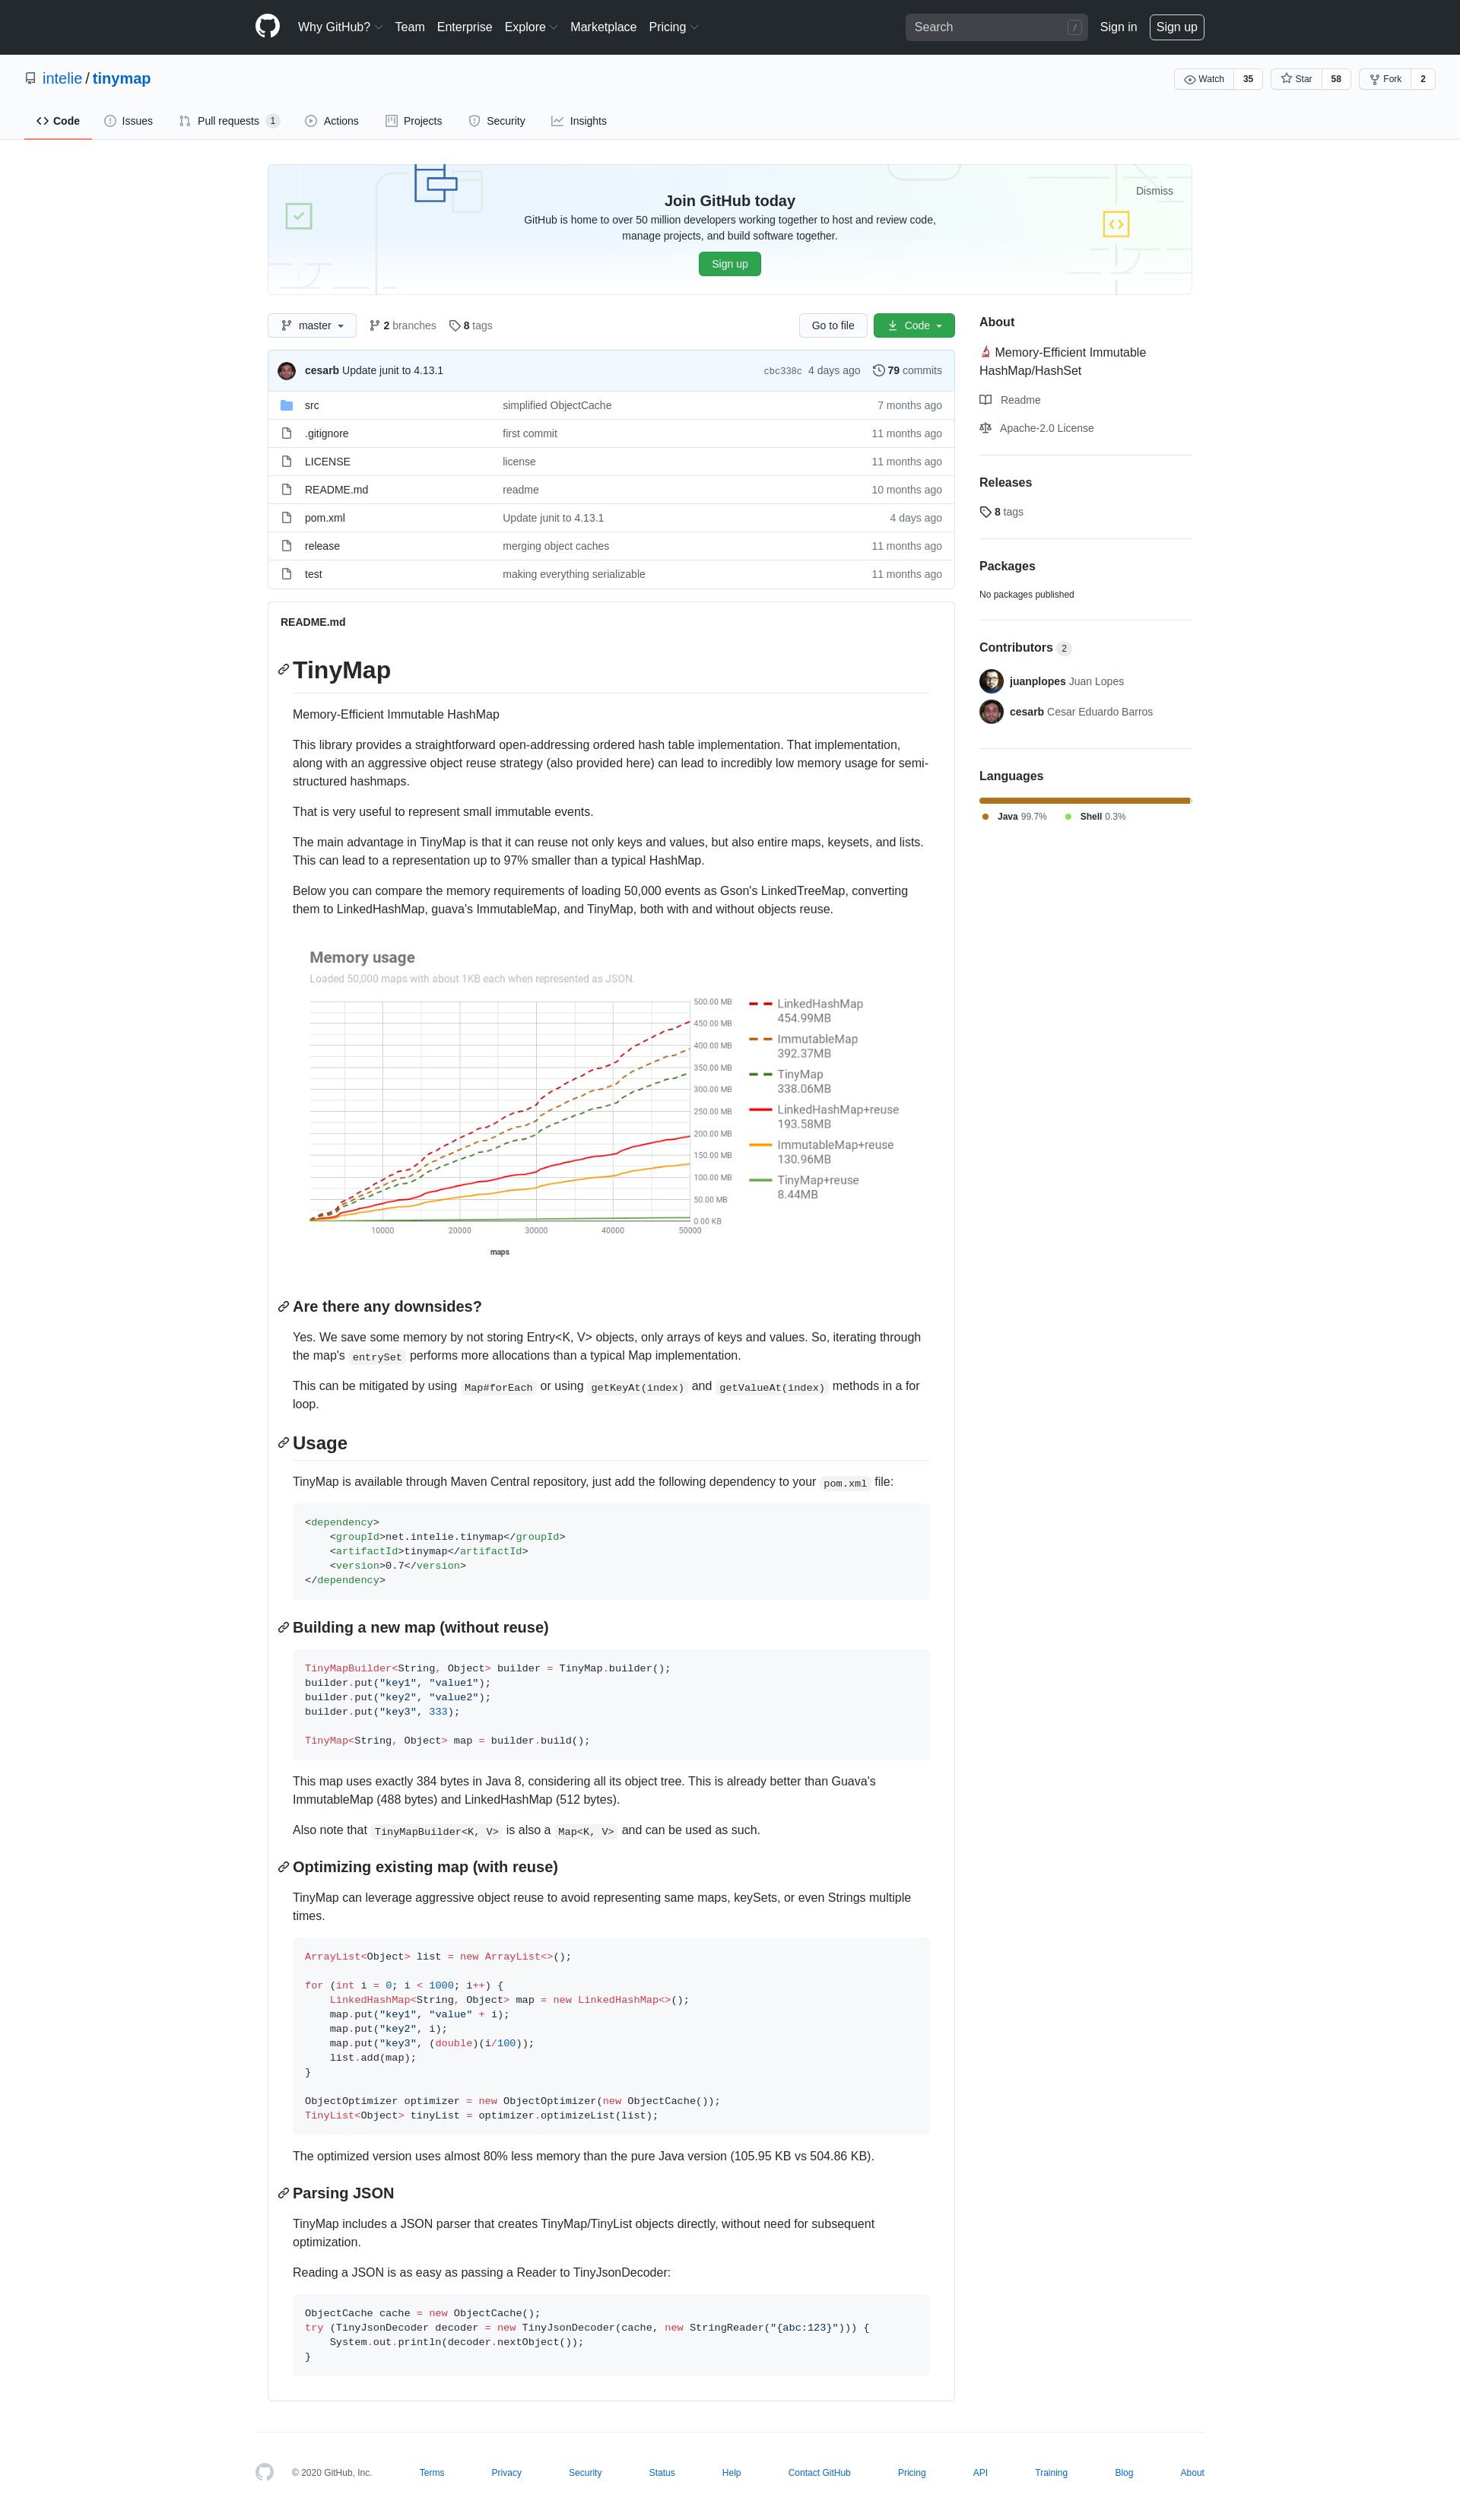 Why GitHub? Team Enterprise Explore Marketplace Pricing Search / Sign in Sign up
intelie / tinymap Watch 35 Star 58 Fork 2
Code Issues Pull requests 1 Actions Projects Security Insights
Join GitHub today
Dismiss
GitHub is home to over 50 million developers working together to host and review code,
manage projects, and build software together.
Sign up
master 2 branches 8 tags Go to file Code
cesarb Update junit to 4.13.1 cbc338c 4 days ago 79 commits
src simplified ObjectCache 7 months ago
.gitignore first commit 11 months ago
LICENSE license 11 months ago
README.md readme 10 months ago
pom.xml Update junit to 4.13.1 4 days ago
release merging object caches 11 months ago
test making everything serializable 11 months ago
About
Memory-Efficient Immutable
HashMap/HashSet
Readme
Apache-2.0 License
Releases
8 tags
Packages
No packages published
Contributors 2
juanplopes Juan Lopes
cesarb Cesar Eduardo Barros
Languages
Java 99.7% Shell 0.3%
README.md
TinyMap
Memory-Efficient Immutable HashMap
This library provides a straightforward open-addressing ordered hash table implementation. That implementation,
along with an aggressive object reuse strategy (also provided here) can lead to incredibly low memory usage for semi-
structured hashmaps.
That is very useful to represent small immutable events.
The main advantage in TinyMap is that it can reuse not only keys and values, but also entire maps, keysets, and lists.
This can lead to a representation up to 97% smaller than a typical HashMap.
Below you can compare the memory requirements of loading 50,000 events as Gson's LinkedTreeMap, converting
them to LinkedHashMap, guava's ImmutableMap, and TinyMap, both with and without objects reuse.
Memory usage
Loaded 50,000 maps with about 1KB each when represented as JSON.
500.00 MB
450.00 MB
400.00 MB
350.00 MB
300.00 MB
250.00 MB
200.00 MB
150.00 MB
100.00 MB
50.00 MB
0.00 KB
10000 20000 30000 40000 50000
maps
LinkedHashMap
454.99MB
ImmutableMap
392.37MB
TinyMap
338.06MB
LinkedHashMap+reuse
193.58MB
ImmutableMap+reuse
130.96MB
TinyMap+reuse
8.44MB
Are there any downsides?
Yes. We save some memory by not storing Entry<K, V> objects, only arrays of keys and values. So, iterating through
the map's entrySet performs more allocations than a typical Map implementation.
This can be mitigated by using Map#forEach or using getKeyAt(index) and getValueAt(index) methods in a for
loop.
Usage
TinyMap is available through Maven Central repository, just add the following dependency to your pom.xml file:
<dependency>
    <groupId>net.intelie.tinymap</groupId>
    <artifactId>tinymap</artifactId>
    <version>0.7</version>
</dependency>
Building a new map (without reuse)
TinyMapBuilder<String, Object> builder = TinyMap.builder();
builder.put("key1", "value1");
builder.put("key2", "value2");
builder.put("key3", 333);
TinyMap<String, Object> map = builder.build();
This map uses exactly 384 bytes in Java 8, considering all its object tree. This is already better than Guava's
ImmutableMap (488 bytes) and LinkedHashMap (512 bytes).
Also note that TinyMapBuilder<K, V> is also a Map<K, V> and can be used as such.
Optimizing existing map (with reuse)
TinyMap can leverage aggressive object reuse to avoid representing same maps, keySets, or even Strings multiple
times.
ArrayList<Object> list = new ArrayList<>();
for (int i = 0; i < 1000; i++) {
    LinkedHashMap<String, Object> map = new LinkedHashMap<>();
    map.put("key1", "value" + i);
    map.put("key2", i);
    map.put("key3", (double)(i/100));
    list.add(map);
}
ObjectOptimizer optimizer = new ObjectOptimizer(new ObjectCache());
TinyList<Object> tinyList = optimizer.optimizeList(list);
The optimized version uses almost 80% less memory than the pure Java version (105.95 KB vs 504.86 KB).
Parsing JSON
TinyMap includes a JSON parser that creates TinyMap/TinyList objects directly, without need for subsequent
optimization.
Reading a JSON is as easy as passing a Reader to TinyJsonDecoder:
ObjectCache cache = new ObjectCache();
try (TinyJsonDecoder decoder = new TinyJsonDecoder(cache, new StringReader("{abc:123}"))) {
    System.out.println(decoder.nextObject());
}
© 2020 GitHub, Inc. Terms Privacy Security Status Help Contact GitHub Pricing API Training Blog About